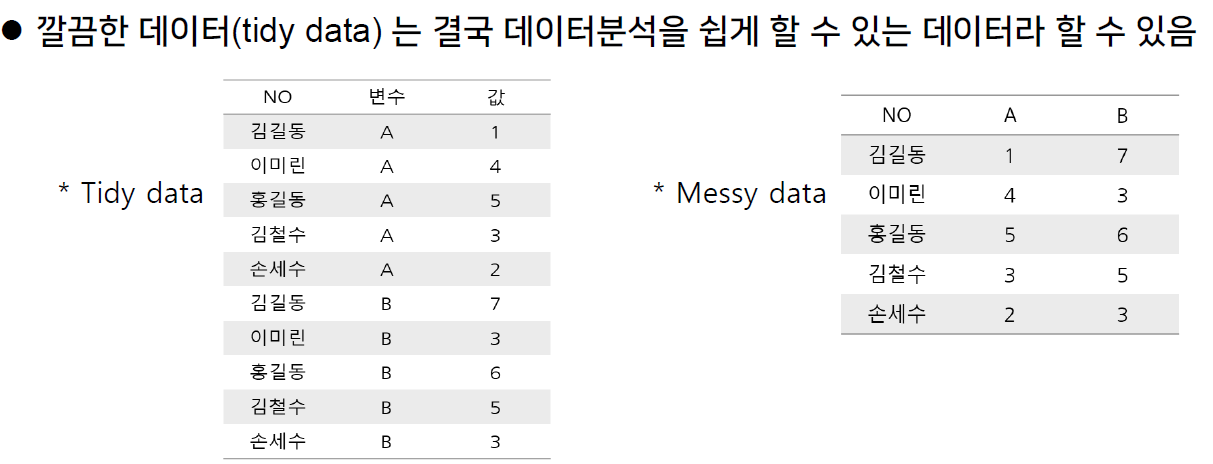 ● 깔끔한 데이터(tidy data) 는 결국 데이터분석을 쉽게 할 수 있는 데이터라 할 수 있음
* Tidy data
NO 변수 값
김길동 A 1
이미린 A 4
홍길동 A 5
김철수 A 3
손세수 A 2
김길동 B 7
이미린 B 3
홍길동 B 6
김철수 B 5
손세수 B 3
* Messy data
NO A B
김길동 1 7
이미린 4 3
홍길동 5 6
김철수 3 5
손세수 2 3